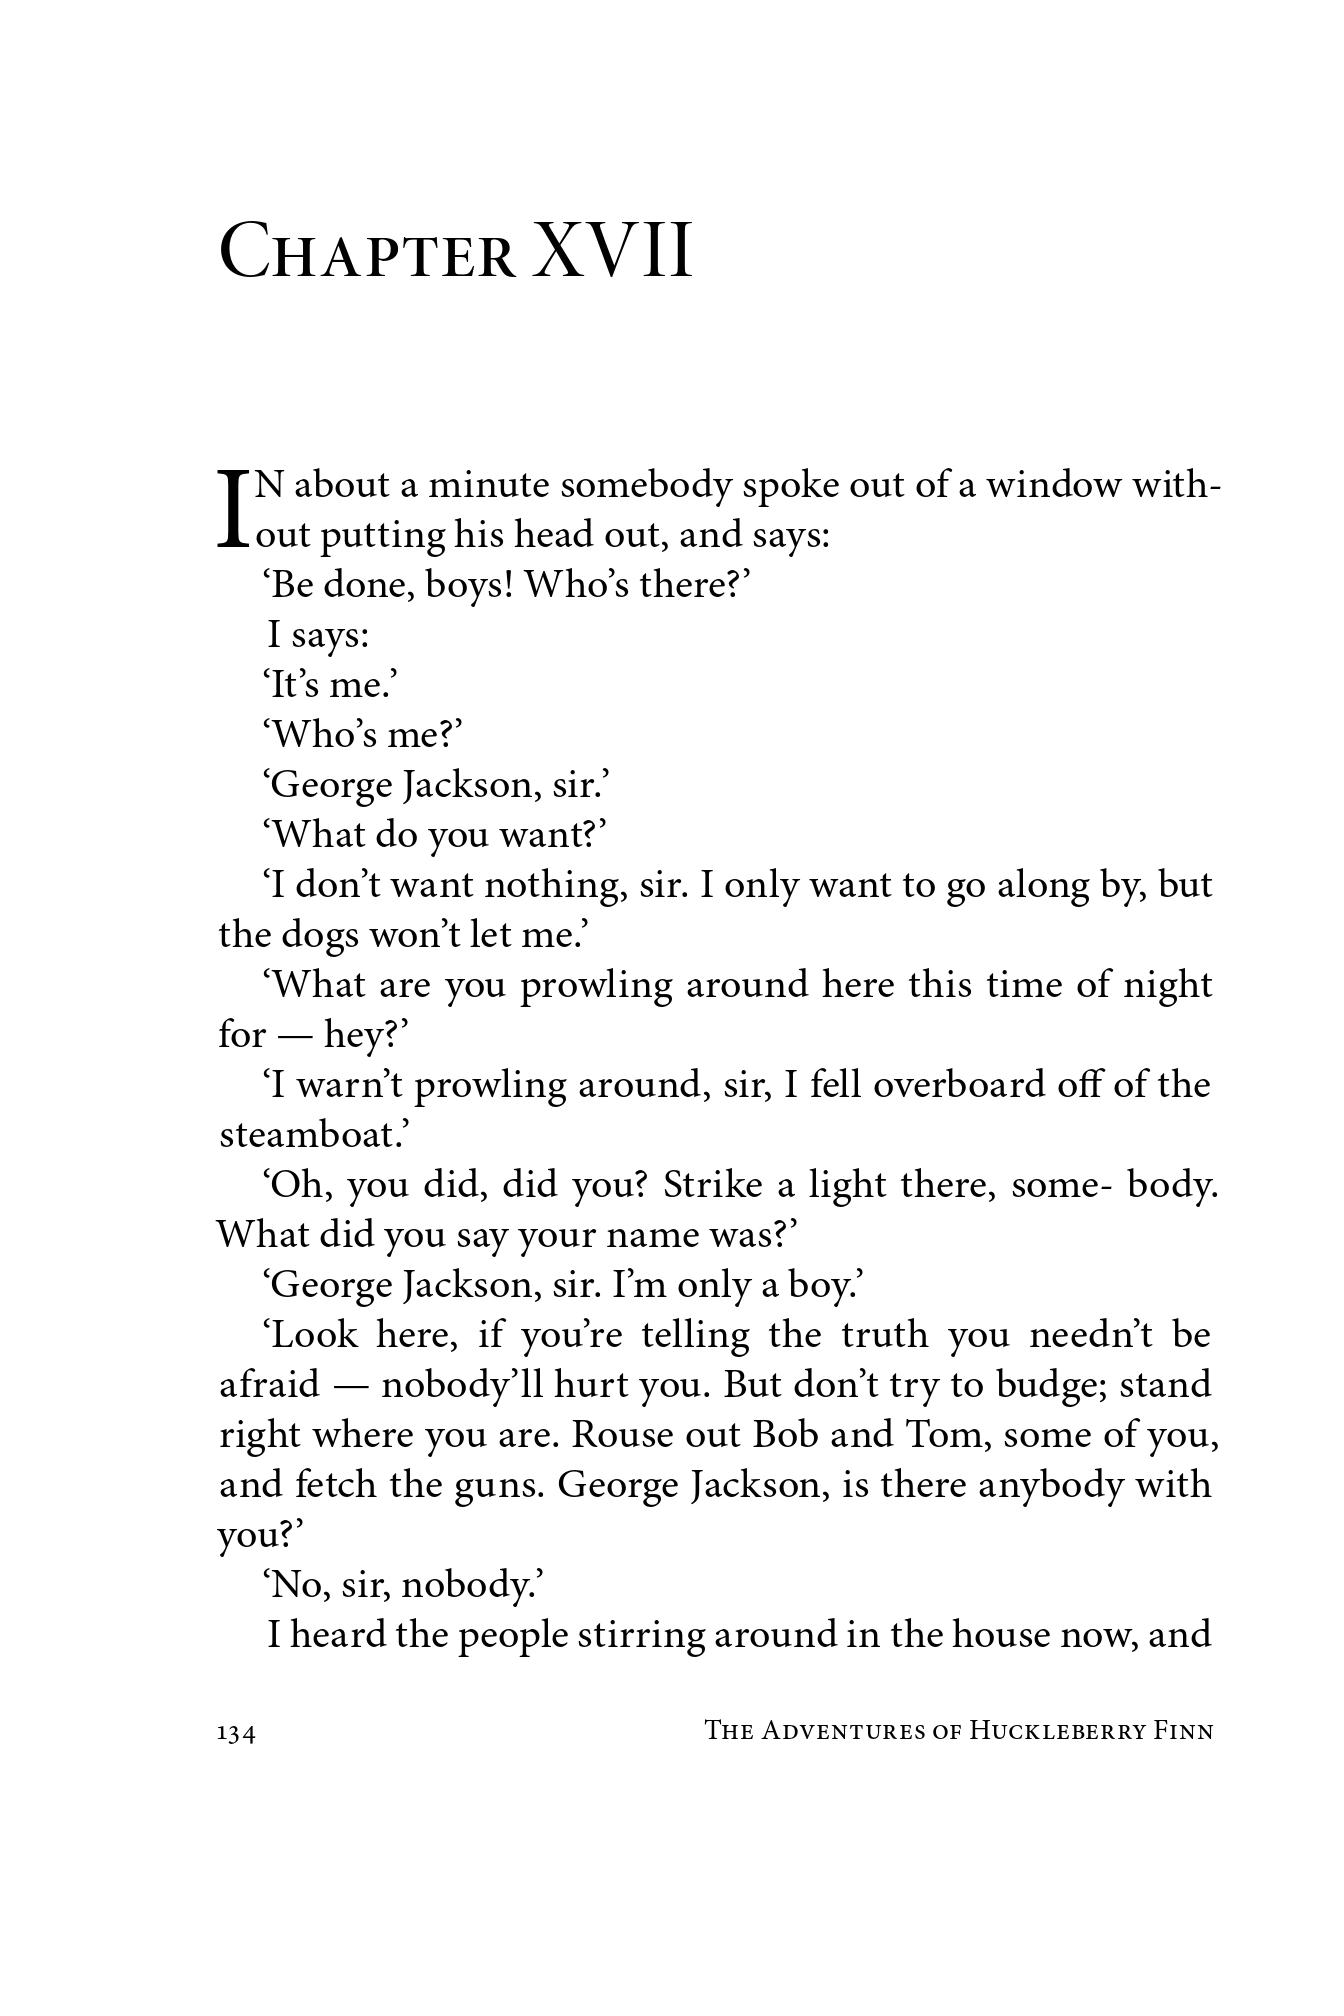 Chapter XVII
IN about a minute somebody spoke out of a window with-
out putting his head out, and says:
‘Be done, boys! Who’s there?’
I says:
‘It’s me.’
‘Who’s me?’
‘George Jackson, sir.’
‘What do you want?’
‘I don’t want nothing, sir. I only want to go along by, but
the dogs won’t let me.’
‘What are you prowling around here this time of night
for — hey?’
‘I warn’t prowling around, sir, I fell overboard off of the
steamboat.’
‘Oh, you did, did you? Strike a light there, some- body.
What did you say your name was?’
‘George Jackson, sir. I’m only a boy.’
‘Look here, if you’re telling the truth you needn’t be
afraid — nobody’ll hurt you. But don’t try to budge; stand
right where you are. Rouse out Bob and Tom, some of you,
and fetch the guns. George Jackson, is there anybody with
you?’
‘No, sir, nobody.’
I heard the people stirring around in the house now, and
134 The Adventures of Huckleberry Finn